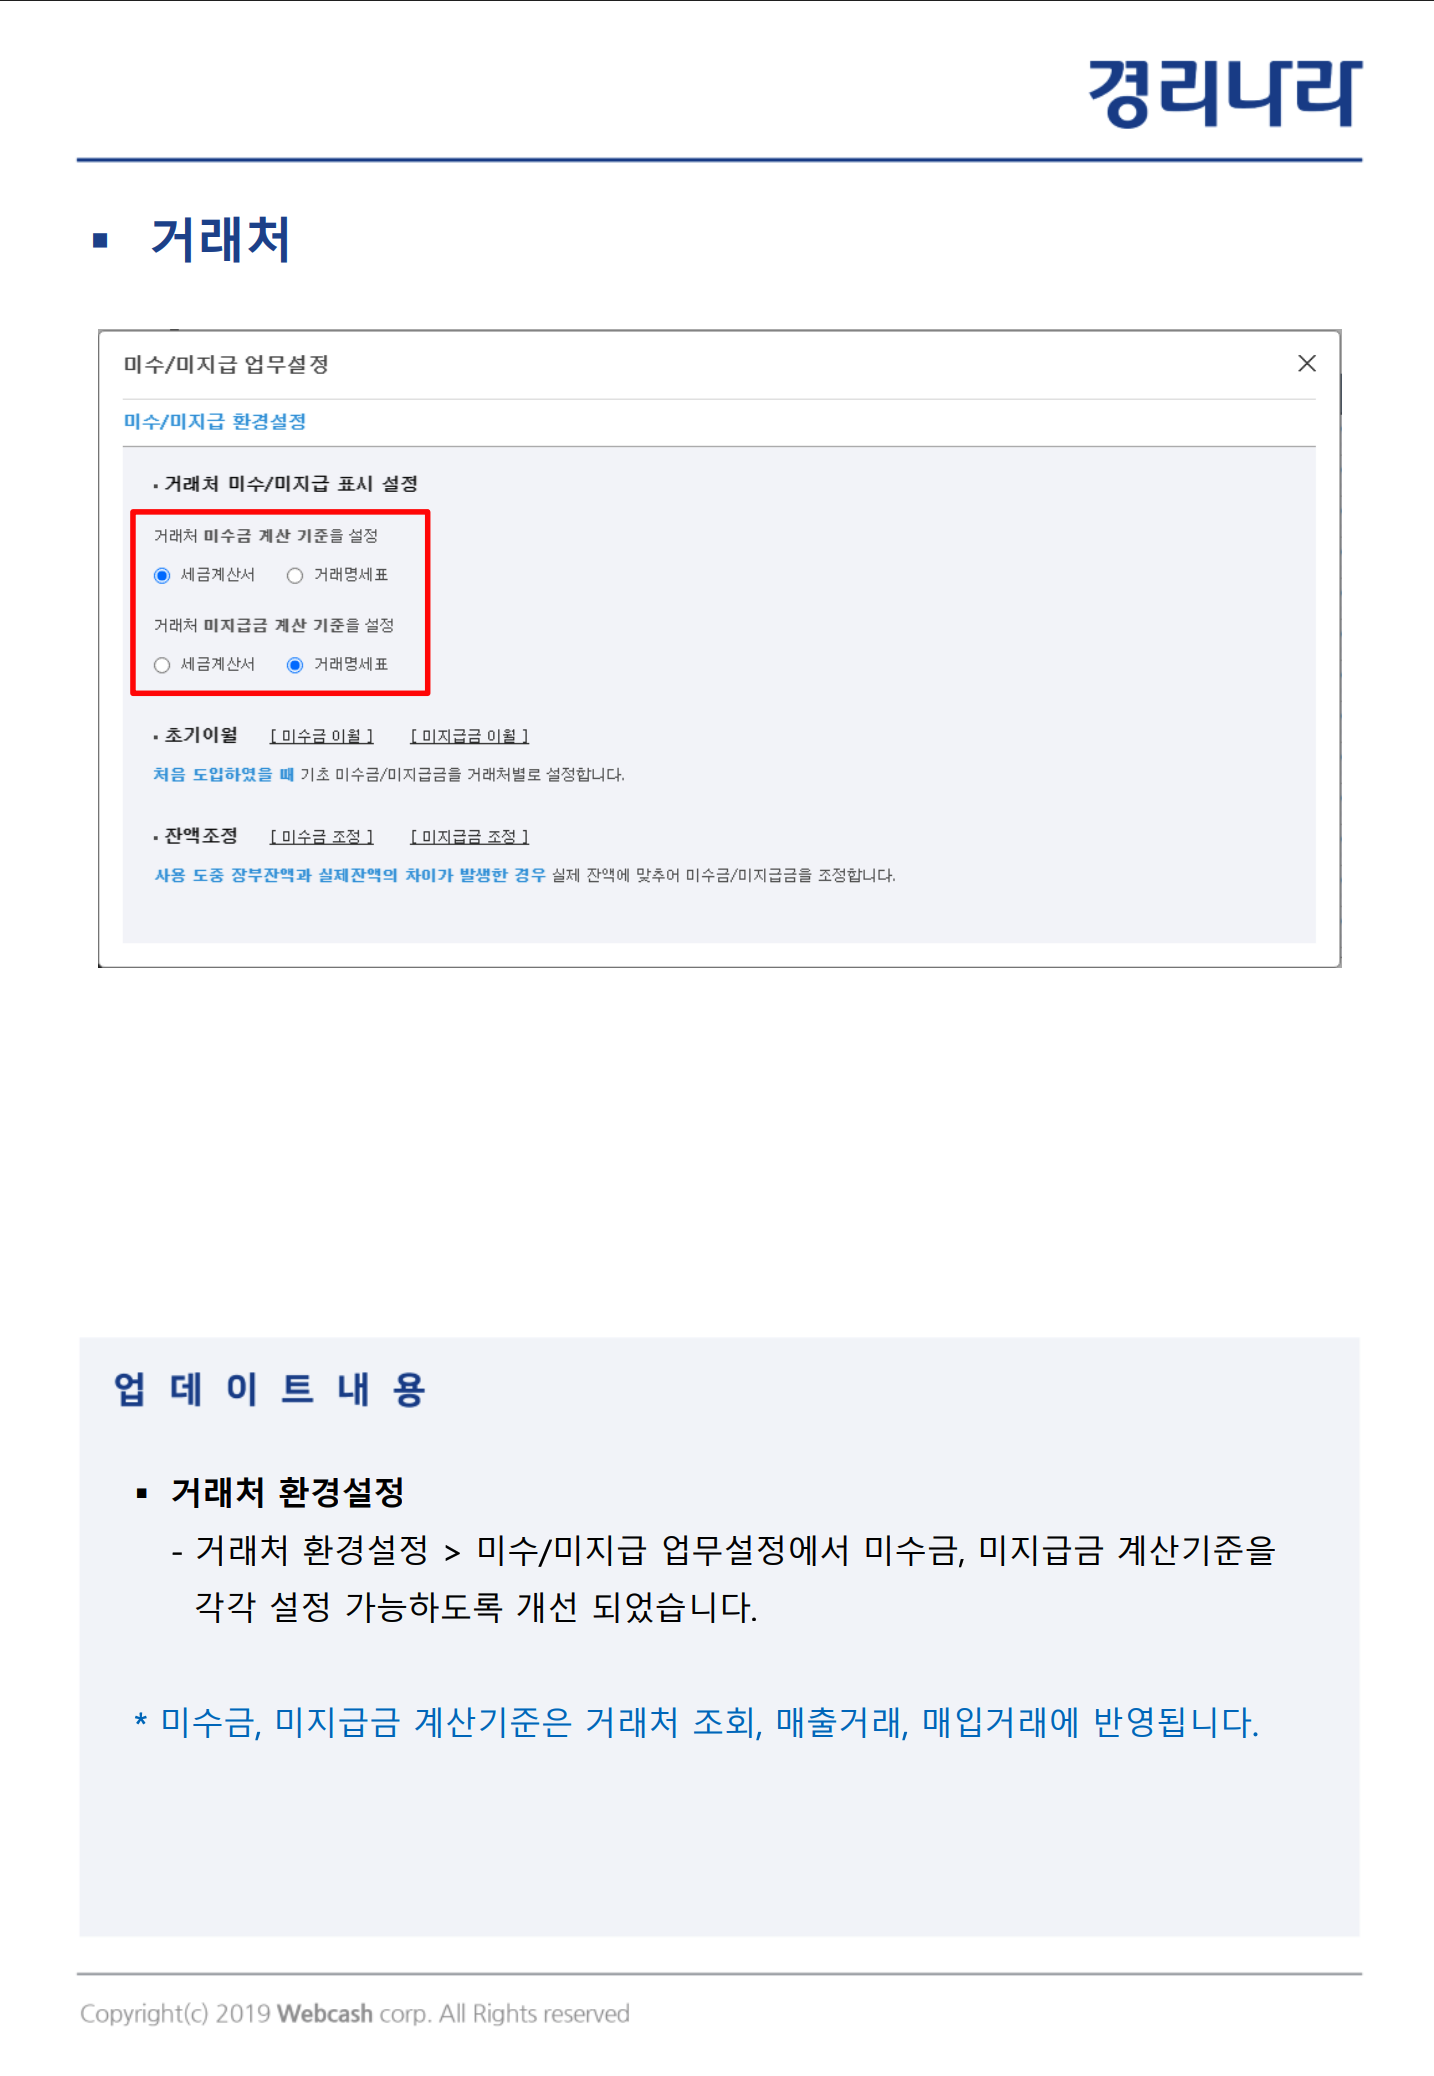 경리나라
▪ 거래처
미수/미지급 업무설정
미수/미지급 환경설정
▪ 거래처 미수/미지급 표시 설정
거래처 미수금 계산 기준을 설정
세금계산서 거래명세표
거래처 미지급금 계산 기준을 설정
세금계산서 거래명세표
▪ 초기이월 [ 미수금 이월 ] [ 미지급금 이월 ]
처음 도입하였을 때 기초 미수금/미지급금을 거래처별로 설정합니다.
▪ 잔액조정 [ 미수금 조정 ] [ 미지급금 조정 ]
사용 도중 장부잔액과 실제잔액의 차이가 발생한 경우 실제 잔액에 맞추어 미수금/미지급금을 조정합니다.
업 데 이 트 내 용
▪ 거래처 환경설정
- 거래처 환경설정 > 미수/미지급 업무설정에서 미수금, 미지급금 계산기준을
각각 설정 가능하도록 개선 되었습니다.
* 미수금, 미지급금 계산기준은 거래처 조회, 매출거래, 매입거래에 반영됩니다.
Copyright(c) 2019 Webcash corp. All Rights reserved